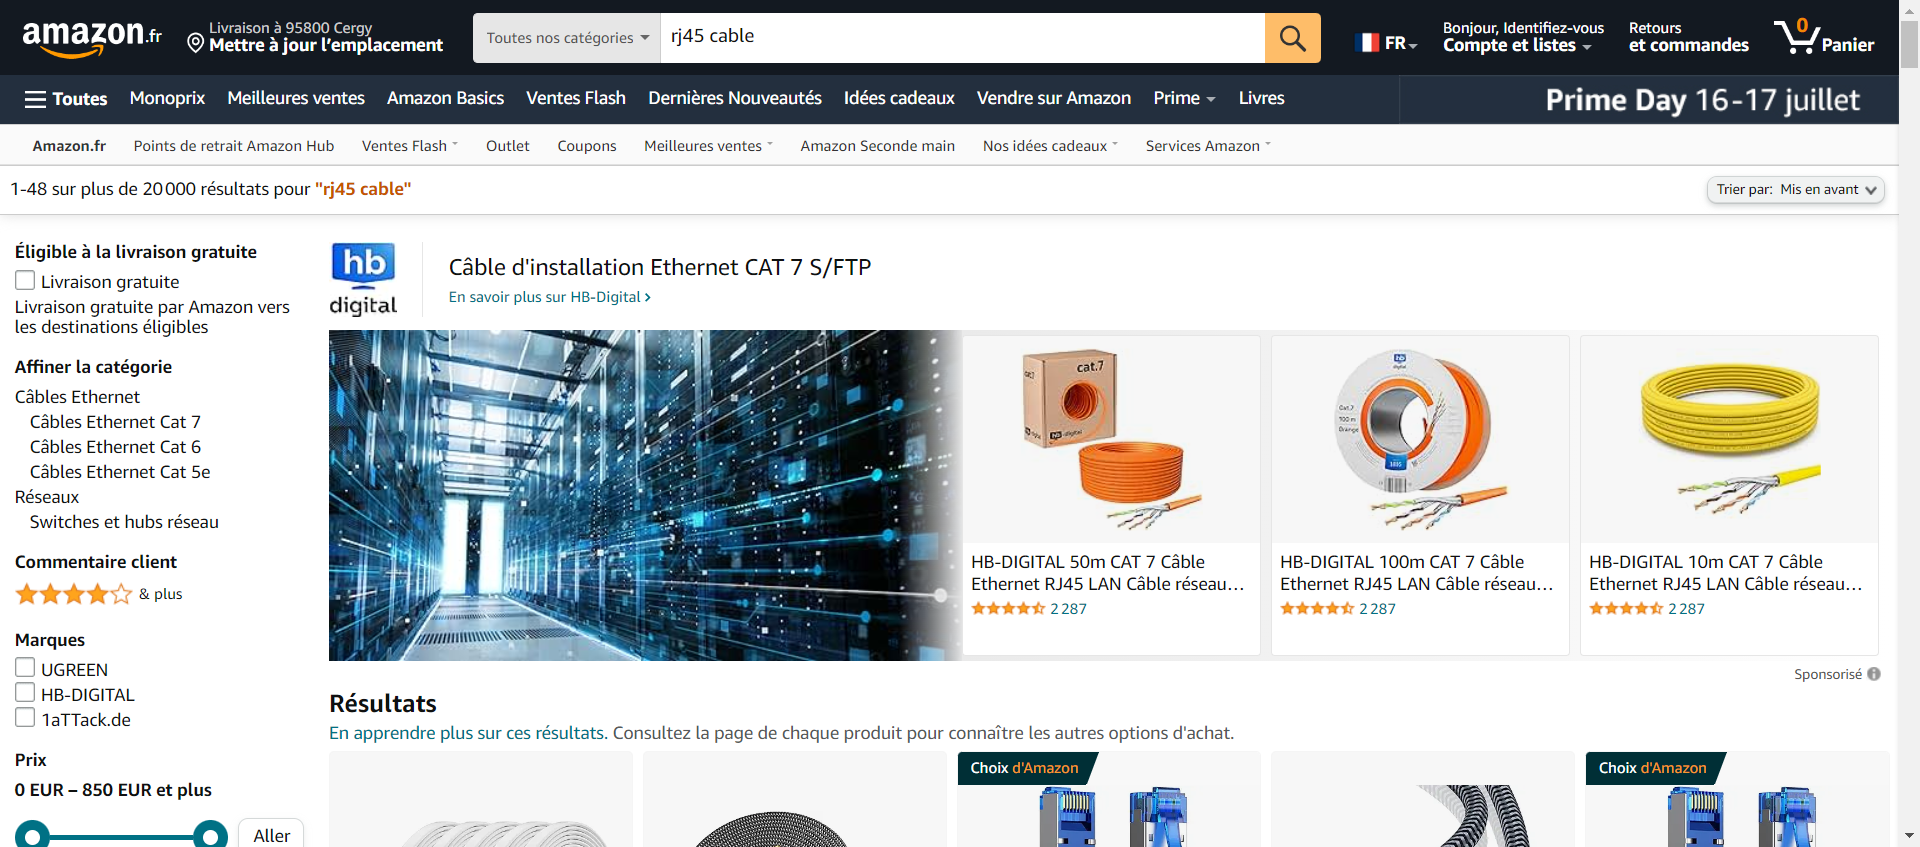 amazon.fr
Livraison à 95800 Cergy
Mettre à jour l'emplacement
Toutes nos catégories
rj45 cable
FR
Bonjour, Identifiez-vous
Compte et listes
Retours
et commandes
0
Panier
Toutes
Monoprix
Meilleures ventes
Amazon Basics
Ventes Flash
Dernières Nouveautés
Idées cadeaux
Vendre sur Amazon
Prime
Livres
Prime Day 16-17 juillet
Amazon.fr
Points de retrait Amazon Hub
Ventes Flash
Outlet
Coupons
Meilleures ventes
Amazon Seconde main
Nos idées cadeaux
Services Amazon
1-48 sur plus de 20 000 résultats pour "rj45 cable"
Trier par: Mis en avant
Éligible à la livraison gratuite
Livraison gratuite
Livraison gratuite par Amazon vers
les destinations éligibles
Affiner la catégorie
Câbles Ethernet
Câbles Ethernet Cat 7
Câbles Ethernet Cat 6
Câbles Ethernet Cat 5e
Réseaux
Switches et hubs réseau
Commentaire client
& plus
Marques
UGREEN
HB-DIGITAL
1aTTack.de
Prix
0 EUR – 850 EUR et plus
Aller
hb
digital
Câble d'installation Ethernet CAT 7 S/FTP
En savoir plus sur HB-Digital
cat.7
cat.7
hb digital
HB-DIGITAL 50m CAT 7 Câble
Ethernet RJ45 LAN Câble réseau…
2 287
hb
digital
Cat.7
100 m
Orange
HB-DIGITAL 100m CAT 7 Câble
Ethernet RJ45 LAN Câble réseau…
2 287
HB-DIGITAL 10m CAT 7 Câble
Ethernet RJ45 LAN Câble réseau…
2 287
Sponsorisé
Résultats
En apprendre plus sur ces résultats. Consultez la page de chaque produit pour connaître les autres options d'achat.
Choix d'Amazon
Choix d'Amazon